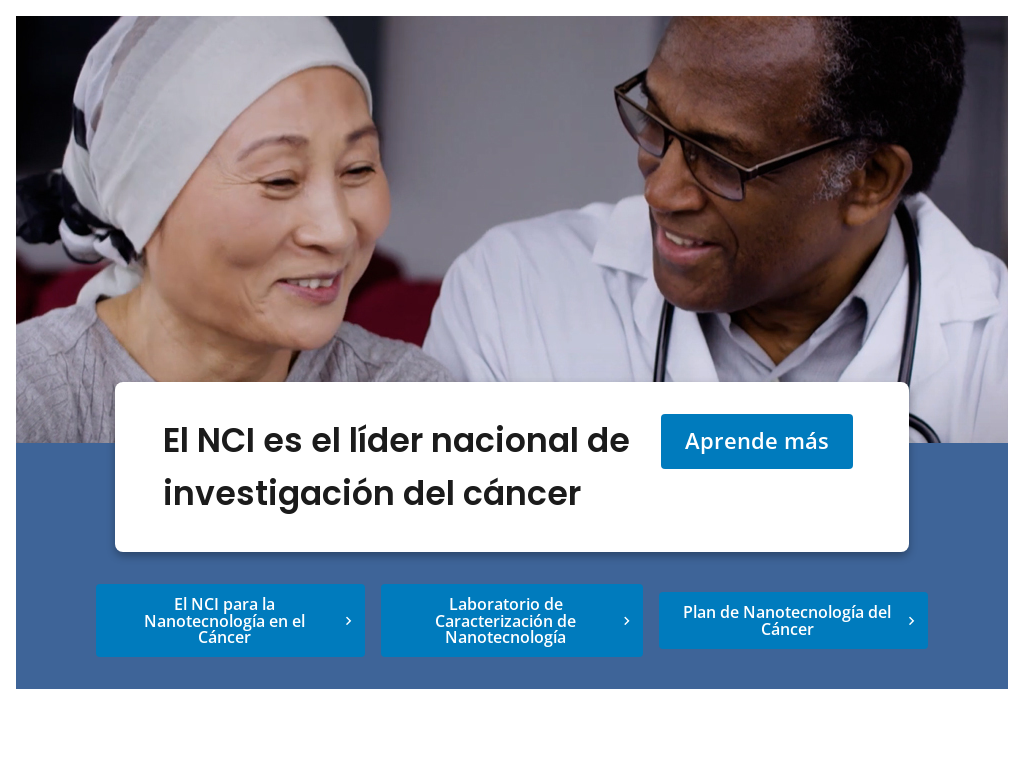 El NCI es el líder nacional de
investigación del cáncer
Aprende más
El NCI para la
Nanotecnología en el
Cáncer
Laboratorio de
Caracterización de
Nanotecnología
Plan de Nanotecnología del
Cáncer